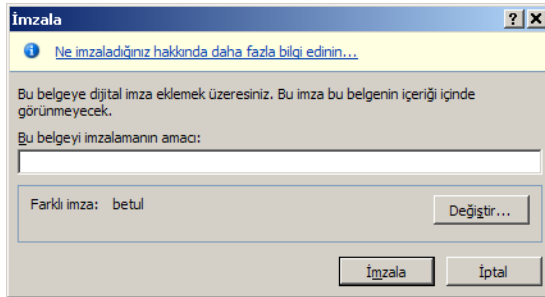 İmzala
Ne imzaladığınız hakkında daha fazla bilgi edinin...
Bu belgeye dijital imza eklemek üzeresiniz. Bu imza bu belgenin içeriği içinde
görünmeyecek.
Bu belgeyi imzalamanın amacı:
Farklı imza: betul
Değiştir...
İmzala İptal